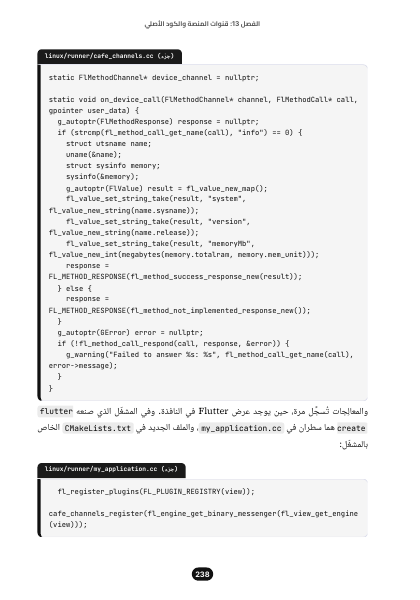 الفصل 13: قنوات المنصة والكود الأصلي
linux/runner/cafe_channels.cc (جزء)
static FlMethodChannel* device_channel = nullptr;
static void on_device_call(FlMethodChannel* channel, FlMethodCall* call,
gpointer user_data) {
  g_autoptr(FlMethodResponse) response = nullptr;
  if (strcmp(fl_method_call_get_name(call), "info") == 0) {
    struct utsname name;
    uname(&name);
    struct sysinfo memory;
    sysinfo(&memory);
    g_autoptr(FlValue) result = fl_value_new_map();
    fl_value_set_string_take(result, "system",
fl_value_new_string(name.sysname));
    fl_value_set_string_take(result, "version",
fl_value_new_string(name.release));
    fl_value_set_string_take(result, "memoryMb",
fl_value_new_int(megabytes(memory.totalram, memory.mem_unit)));
    response =
FL_METHOD_RESPONSE(fl_method_success_response_new(result));
  } else {
    response =
FL_METHOD_RESPONSE(fl_method_not_implemented_response_new());
  }
  g_autoptr(GError) error = nullptr;
  if (!fl_method_call_respond(call, response, &error)) {
    g_warning("Failed to answer %s: %s", fl_method_call_get_name(call),
error->message);
  }
}
والمعالِجات تُسجَّل مرة، حين يوجد عرض Flutter في النافذة. وفي المشغّل الذي صنعه flutter
create هما سطران في my_application.cc، والملف الجديد في CMakeLists.txt الخاص
بالمشغّل:
linux/runner/my_application.cc (جزء)
  fl_register_plugins(FL_PLUGIN_REGISTRY(view));
cafe_channels_register(fl_engine_get_binary_messenger(fl_view_get_engine
(view)));
238